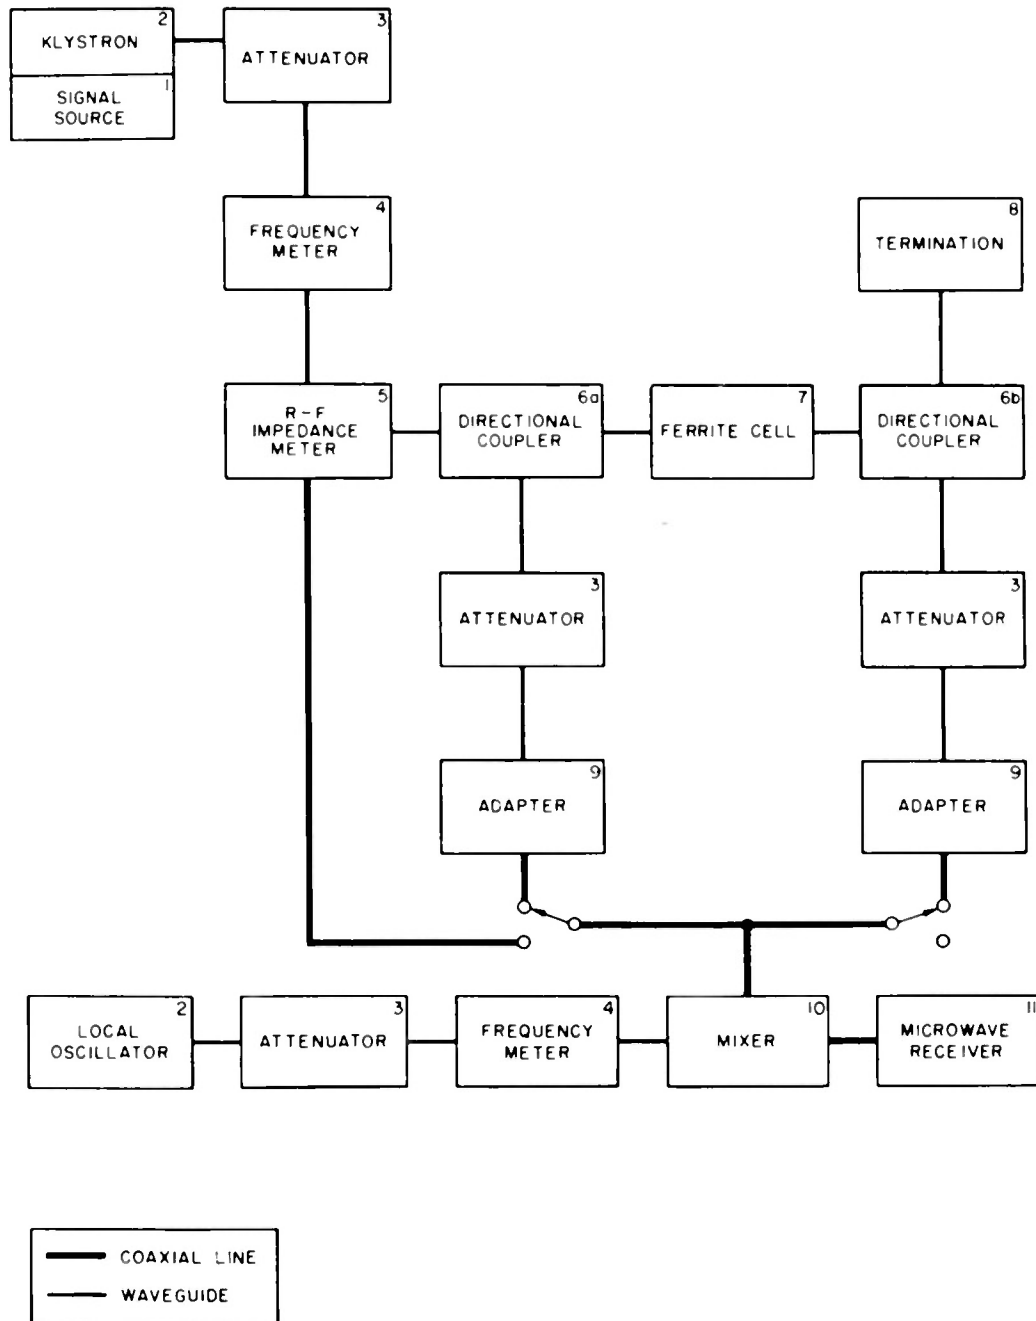 2
KLYSTRON
1
SIGNAL
SOURCE
3
ATTENUATOR
4
FREQUENCY
METER
8
TERMINATION
5
R-F
IMPEDANCE
METER
6a
DIRECTIONAL
COUPLER
7
FERRITE CELL
6b
DIRECTIONAL
COUPLER
3
ATTENUATOR
3
ATTENUATOR
9
ADAPTER
9
ADAPTER
2
LOCAL
OSCILLATOR
3
ATTENUATOR
4
FREQUENCY
METER
10
MIXER
11
MICROWAVE
RECEIVER
COAXIAL LINE
WAVEGUIDE